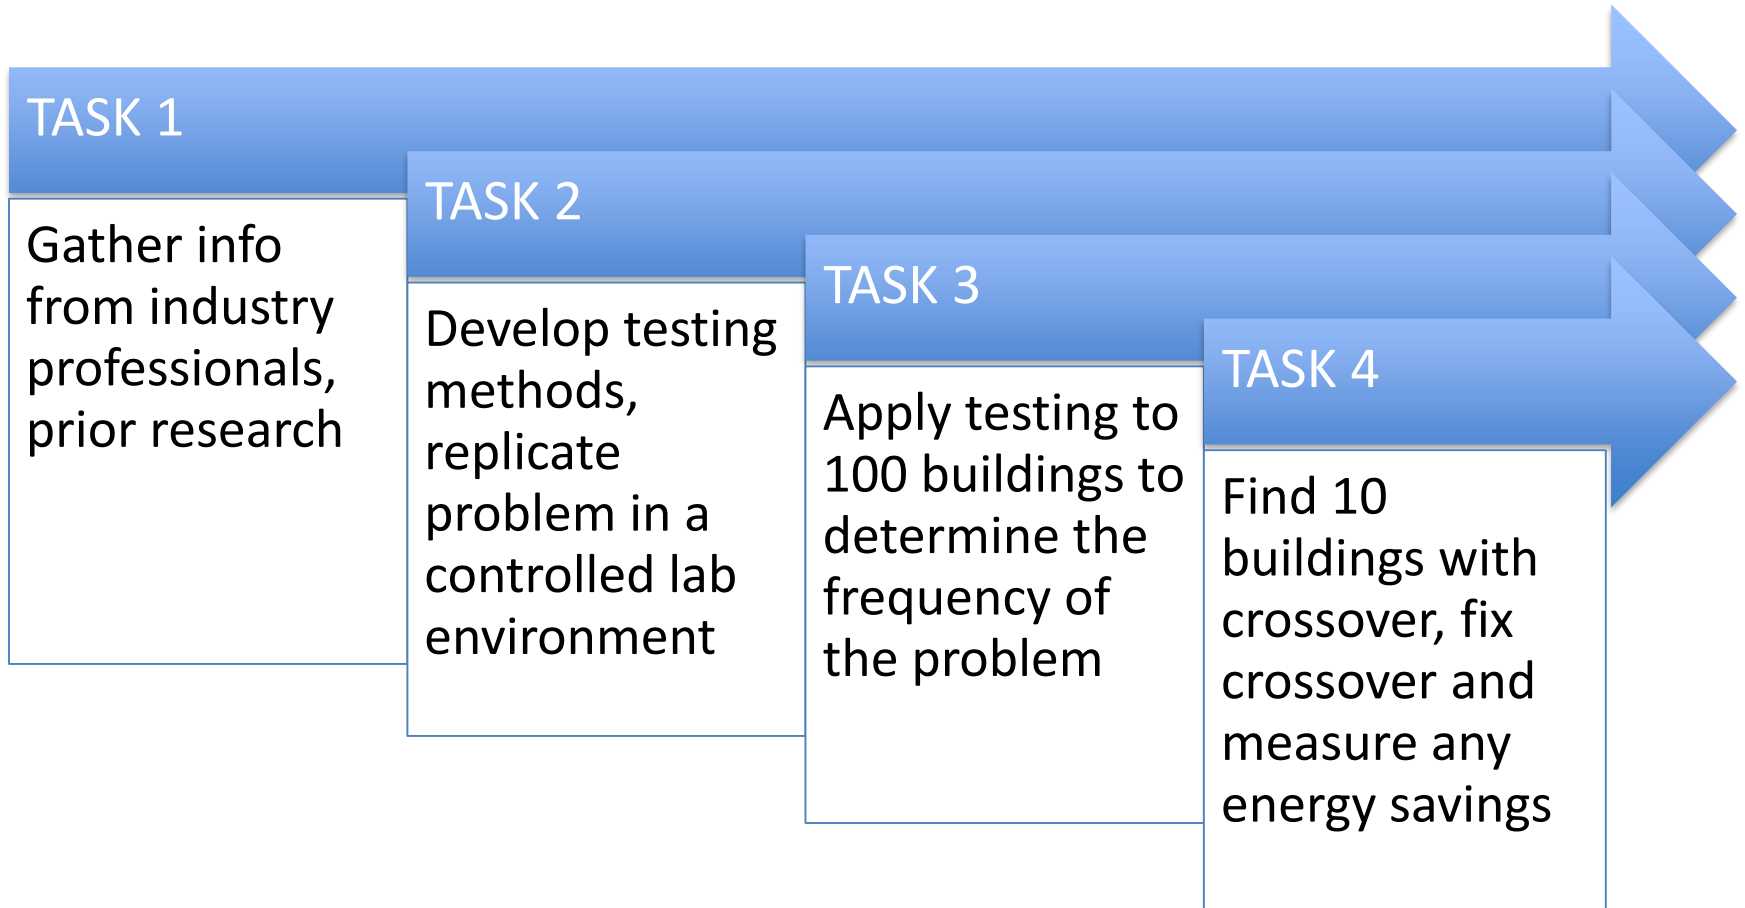 TASK 1
Gather info
from industry
professionals,
prior research
TASK 2
Develop testing
methods,
replicate
problem in a
controlled lab
environment
TASK 3
Apply testing to
100 buildings to
determine the
frequency of
the problem
TASK 4
Find 10
buildings with
crossover, fix
crossover and
measure any
energy savings